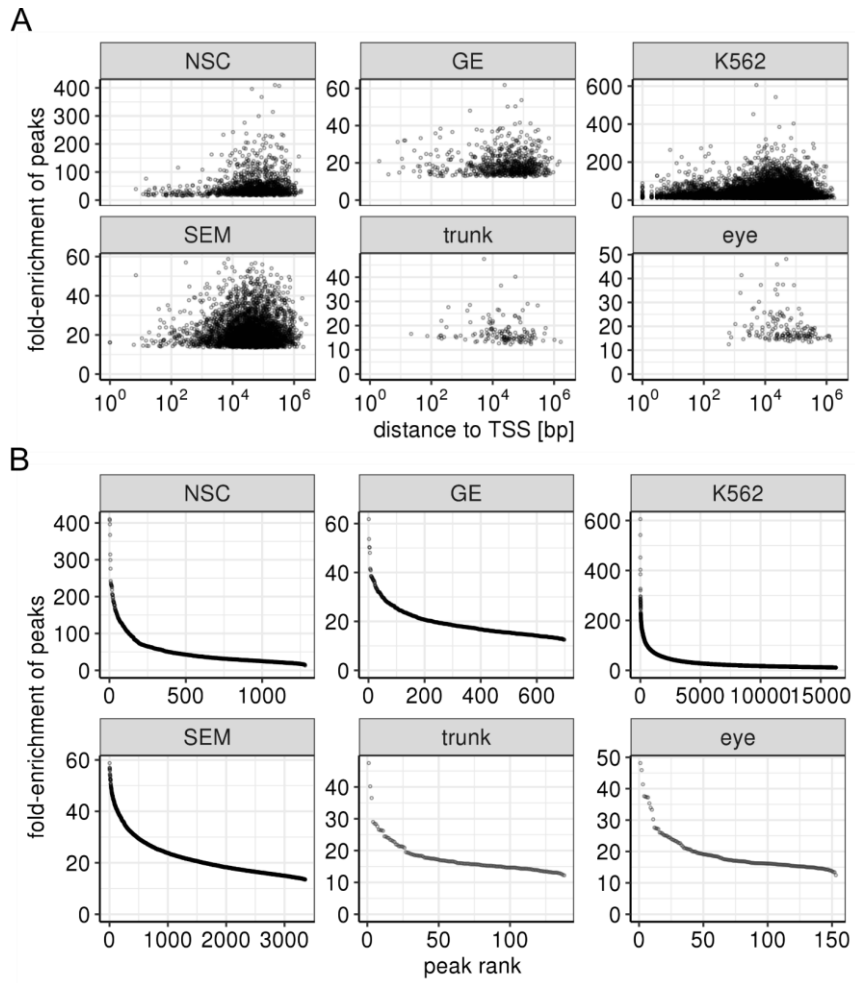 A
NSC GE K562
fold-enrichment of peaks
400 60 600
300
200 40 400
100 20 200
0 0 0
SEM trunk eye
60 50
40 40
40 30 30
20 20 20
10 10
0 0 0
10^0 10^2 10^4 10^6 10^0 10^2 10^4 10^6 10^0 10^2 10^4 10^6
distance to TSS [bp]
B
NSC GE K562
fold-enrichment of peaks
400 60 600
300
200 40 400
100 20 200
0 0 0
0 500 1000 0 200 400 600 0 5000 10000 15000
SEM trunk eye
60 50
40 40
40 30 30
20 20 20
10 10
0 0 0
0 1000 2000 3000 0 50 100 0 50 100 150
peak rank